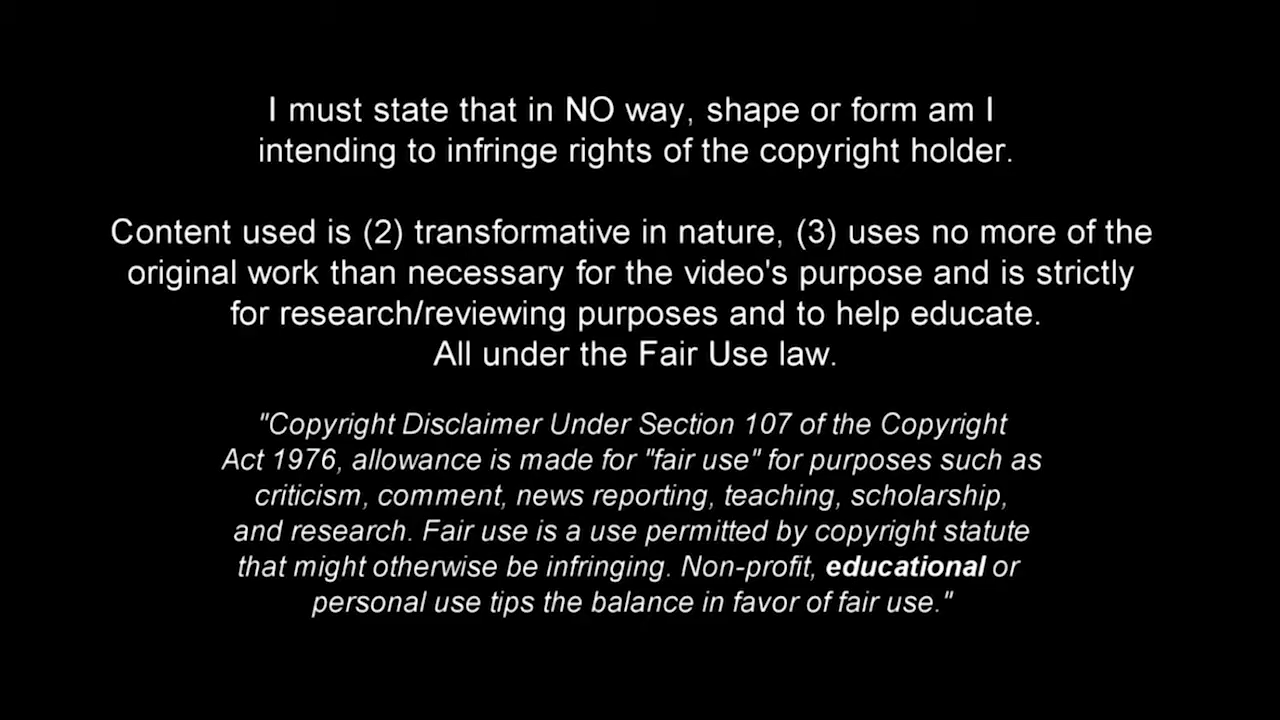 I must state that in NO way, shape or form am I
intending to infringe rights of the copyright holder.
Content used is (2) transformative in nature, (3) uses no more of the
original work than necessary for the video's purpose and is strictly
for research/reviewing purposes and to help educate.
All under the Fair Use law.
"Copyright Disclaimer Under Section 107 of the Copyright
Act 1976, allowance is made for "fair use" for purposes such as
criticism, comment, news reporting, teaching, scholarship,
and research. Fair use is a use permitted by copyright statute
that might otherwise be infringing. Non-profit, educational or
personal use tips the balance in favor of fair use."